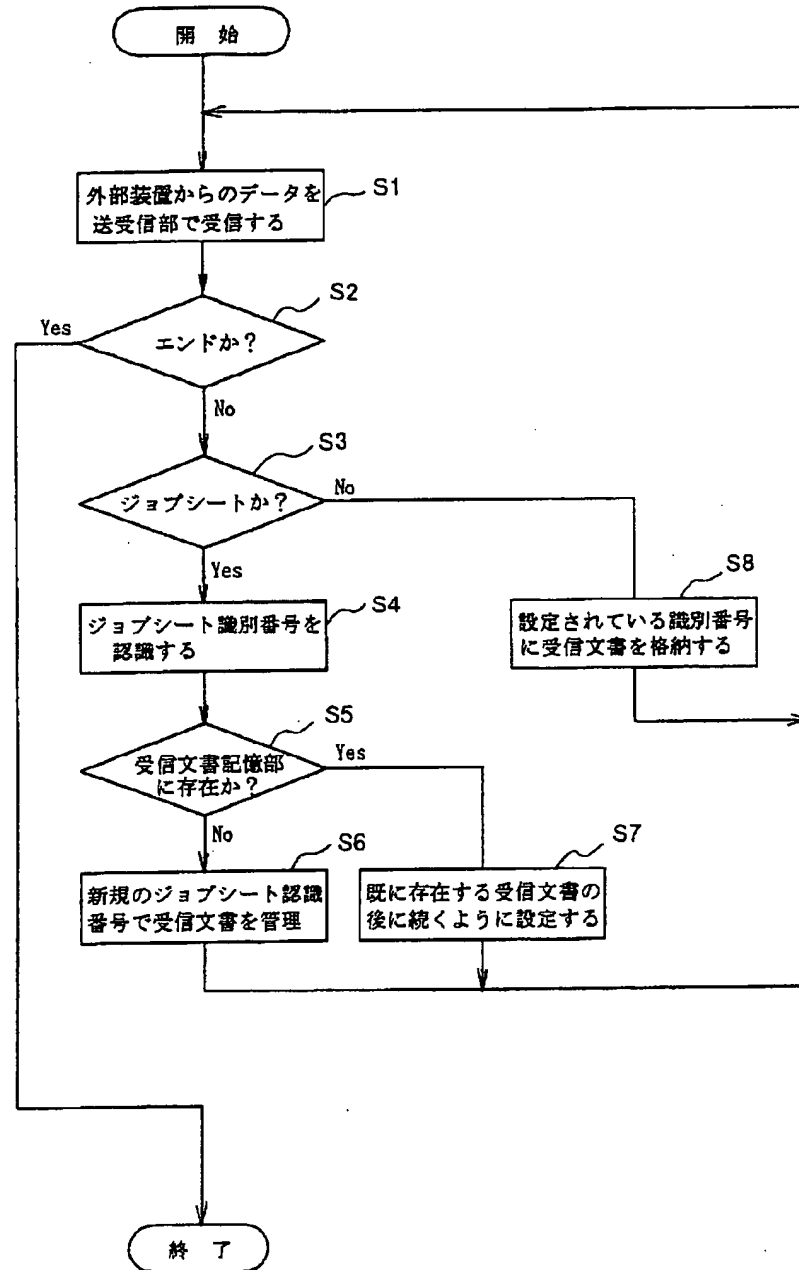 開 始
外部装置からのデータを
送受信部で受信する
S1
S2
Yes
エンドか？
No
S3
ジョブシートか？
No
Yes
S4
ジョブシート識別番号を
認識する
S8
設定されている識別番号
に受信文書を格納する
S5
受信文書記憶部
に存在か？
Yes
No
S6
新規のジョブシート認識
番号で受信文書を管理
S7
既に存在する受信文書の
後に続くように設定する
終 了